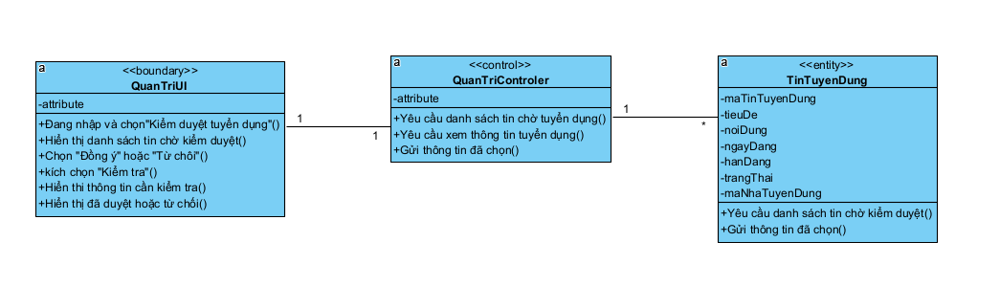 a
<<boundary>>
QuanTriUI
-attribute
+Đang nhập và chọn"Kiểm duyệt tuyển dụng"()
+Hiển thị danh sách tin chờ kiểm duyệt()
+Chọn "Đồng ý" hoặc "Từ chối"()
+kích chọn "Kiểm tra"()
+Hiển thi thông tin cần kiểm tra()
+Hiển thị đã duyệt hoặc từ chối()
1
1
a
<<control>>
QuanTriControler
-attribute
+Yêu cầu danh sách tin chờ tuyển dụng()
+Yêu cầu xem thông tin tuyển dụng()
+Gửi thông tin đã chọn()
1
*
a
<<entity>>
TinTuyenDung
-maTinTuyenDung
-tieuDe
-noiDung
-ngayDang
-hanDang
-trangThai
-maNhaTuyenDung
+Yêu cầu danh sách tin chờ kiểm duyệt()
+Gửi thông tin đã chọn()